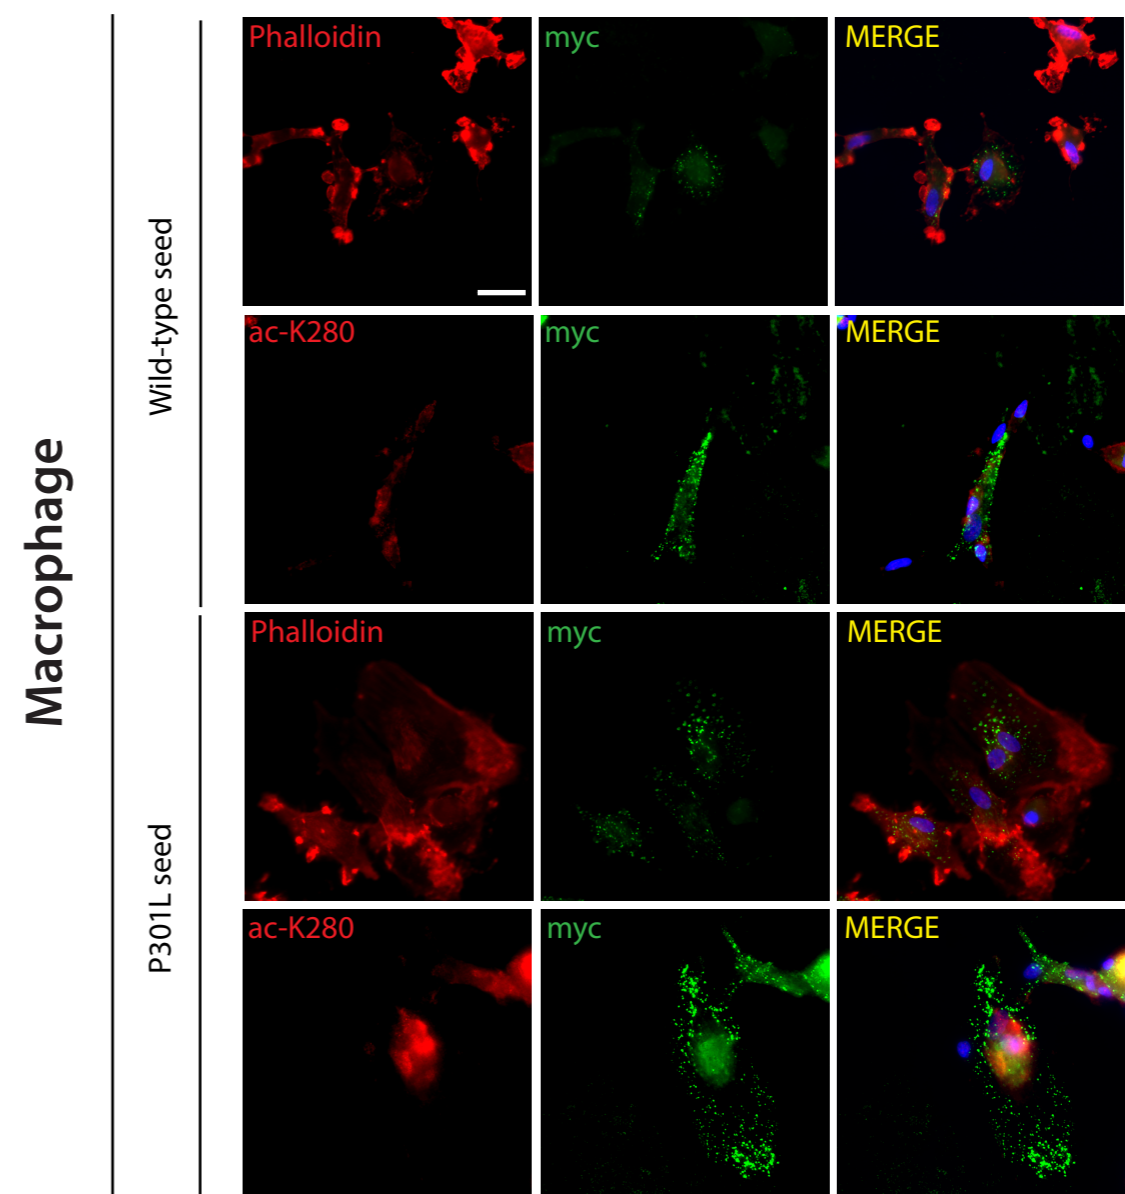 Macrophage
Wild-type seed
Phalloidin
myc
MERGE
ac-K280
myc
MERGE
P301L seed
Phalloidin
myc
MERGE
ac-K280
myc
MERGE